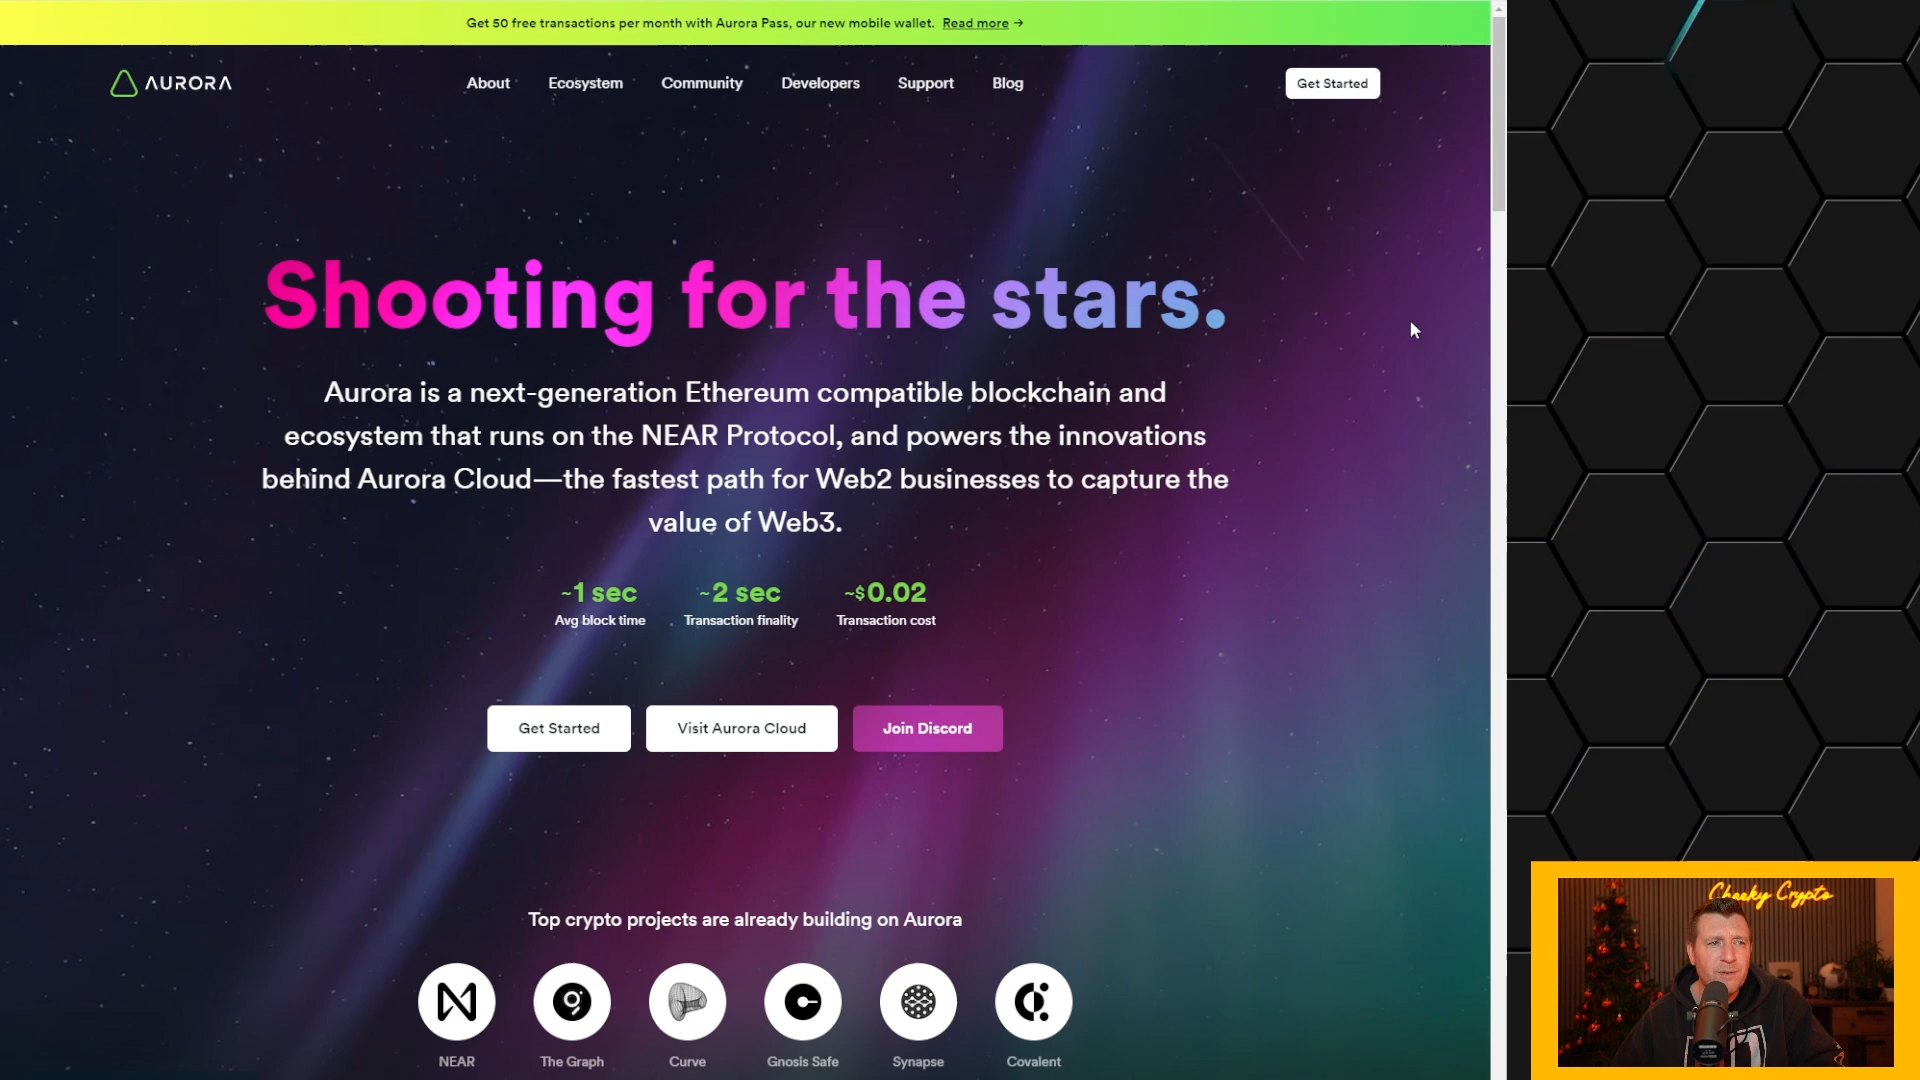 Get 50 free transactions per month with Aurora Pass, our new mobile wallet. Read more →
AURORA
About Ecosystem Community Developers Support Blog
Get Started
Shooting for the stars.
Aurora is a next-generation Ethereum compatible blockchain and
ecosystem that runs on the NEAR Protocol, and powers the innovations
behind Aurora Cloud—the fastest path for Web2 businesses to capture the
value of Web3.
~1 sec ~2 sec ~$0.02
Avg block time Transaction finality Transaction cost
Get Started Visit Aurora Cloud Join Discord
Top crypto projects are already building on Aurora
NEAR The Graph Curve Gnosis Safe Synapse Covalent
Cheeky Crypto